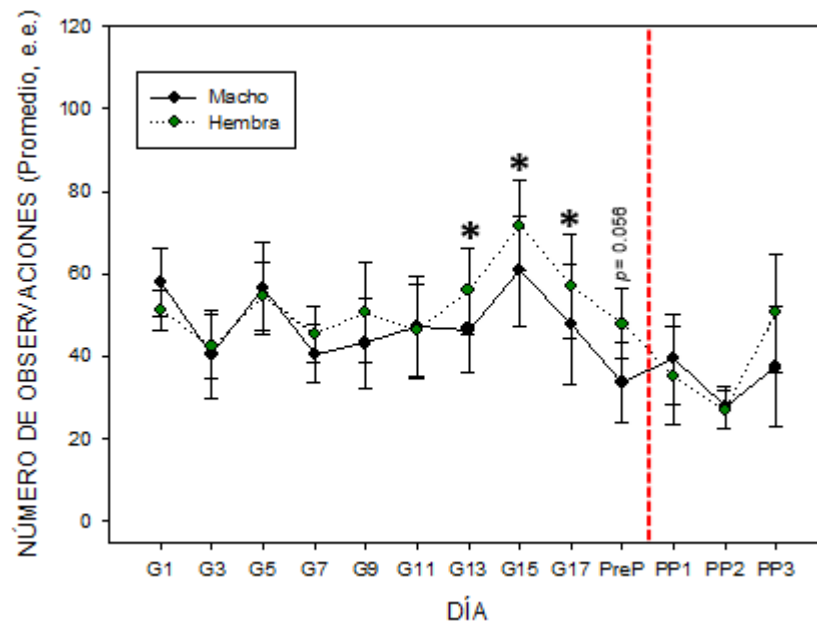 NÚMERO DE OBSERVACIONES (Promedio, e.e.)
120
100
80
60
40
20
0
Macho
Hembra
*
*
*
p = 0.056
G1 G3 G5 G7 G9 G11 G13 G15 G17 PreP PP1 PP2 PP3
DÍA